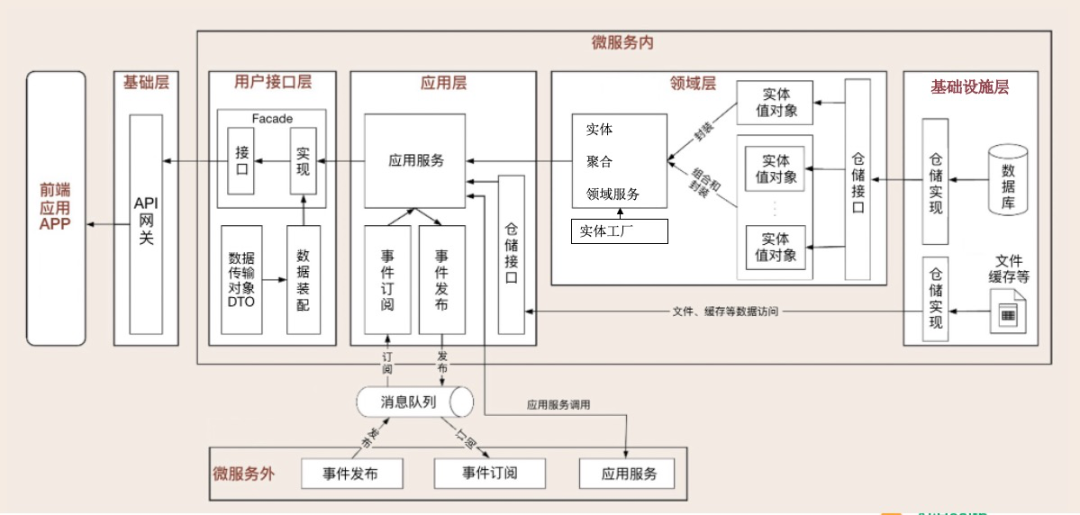 微服务内
前端
应用
APP
基础层
API
网
关
用户接口层
Facade
接
口
实
现
数据
传输
对象
DTO
数
据
装
配
应用层
应用服务
事
件
订
阅
事
件
发
布
仓
储
接
口
领域层
实体
聚合
领域服务
实体工厂
封装
组合和
封装
实体
值对象
实体
值对象
实体
值对象
仓
储
接
口
基础设施层
仓
储
实
现
数
据
库
仓
储
实
现
文件
缓存等
文件、缓存等数据访问
订
阅
发
布
消息队列
应用服务调用
发布
订阅
微服务外
事件发布
事件订阅
应用服务